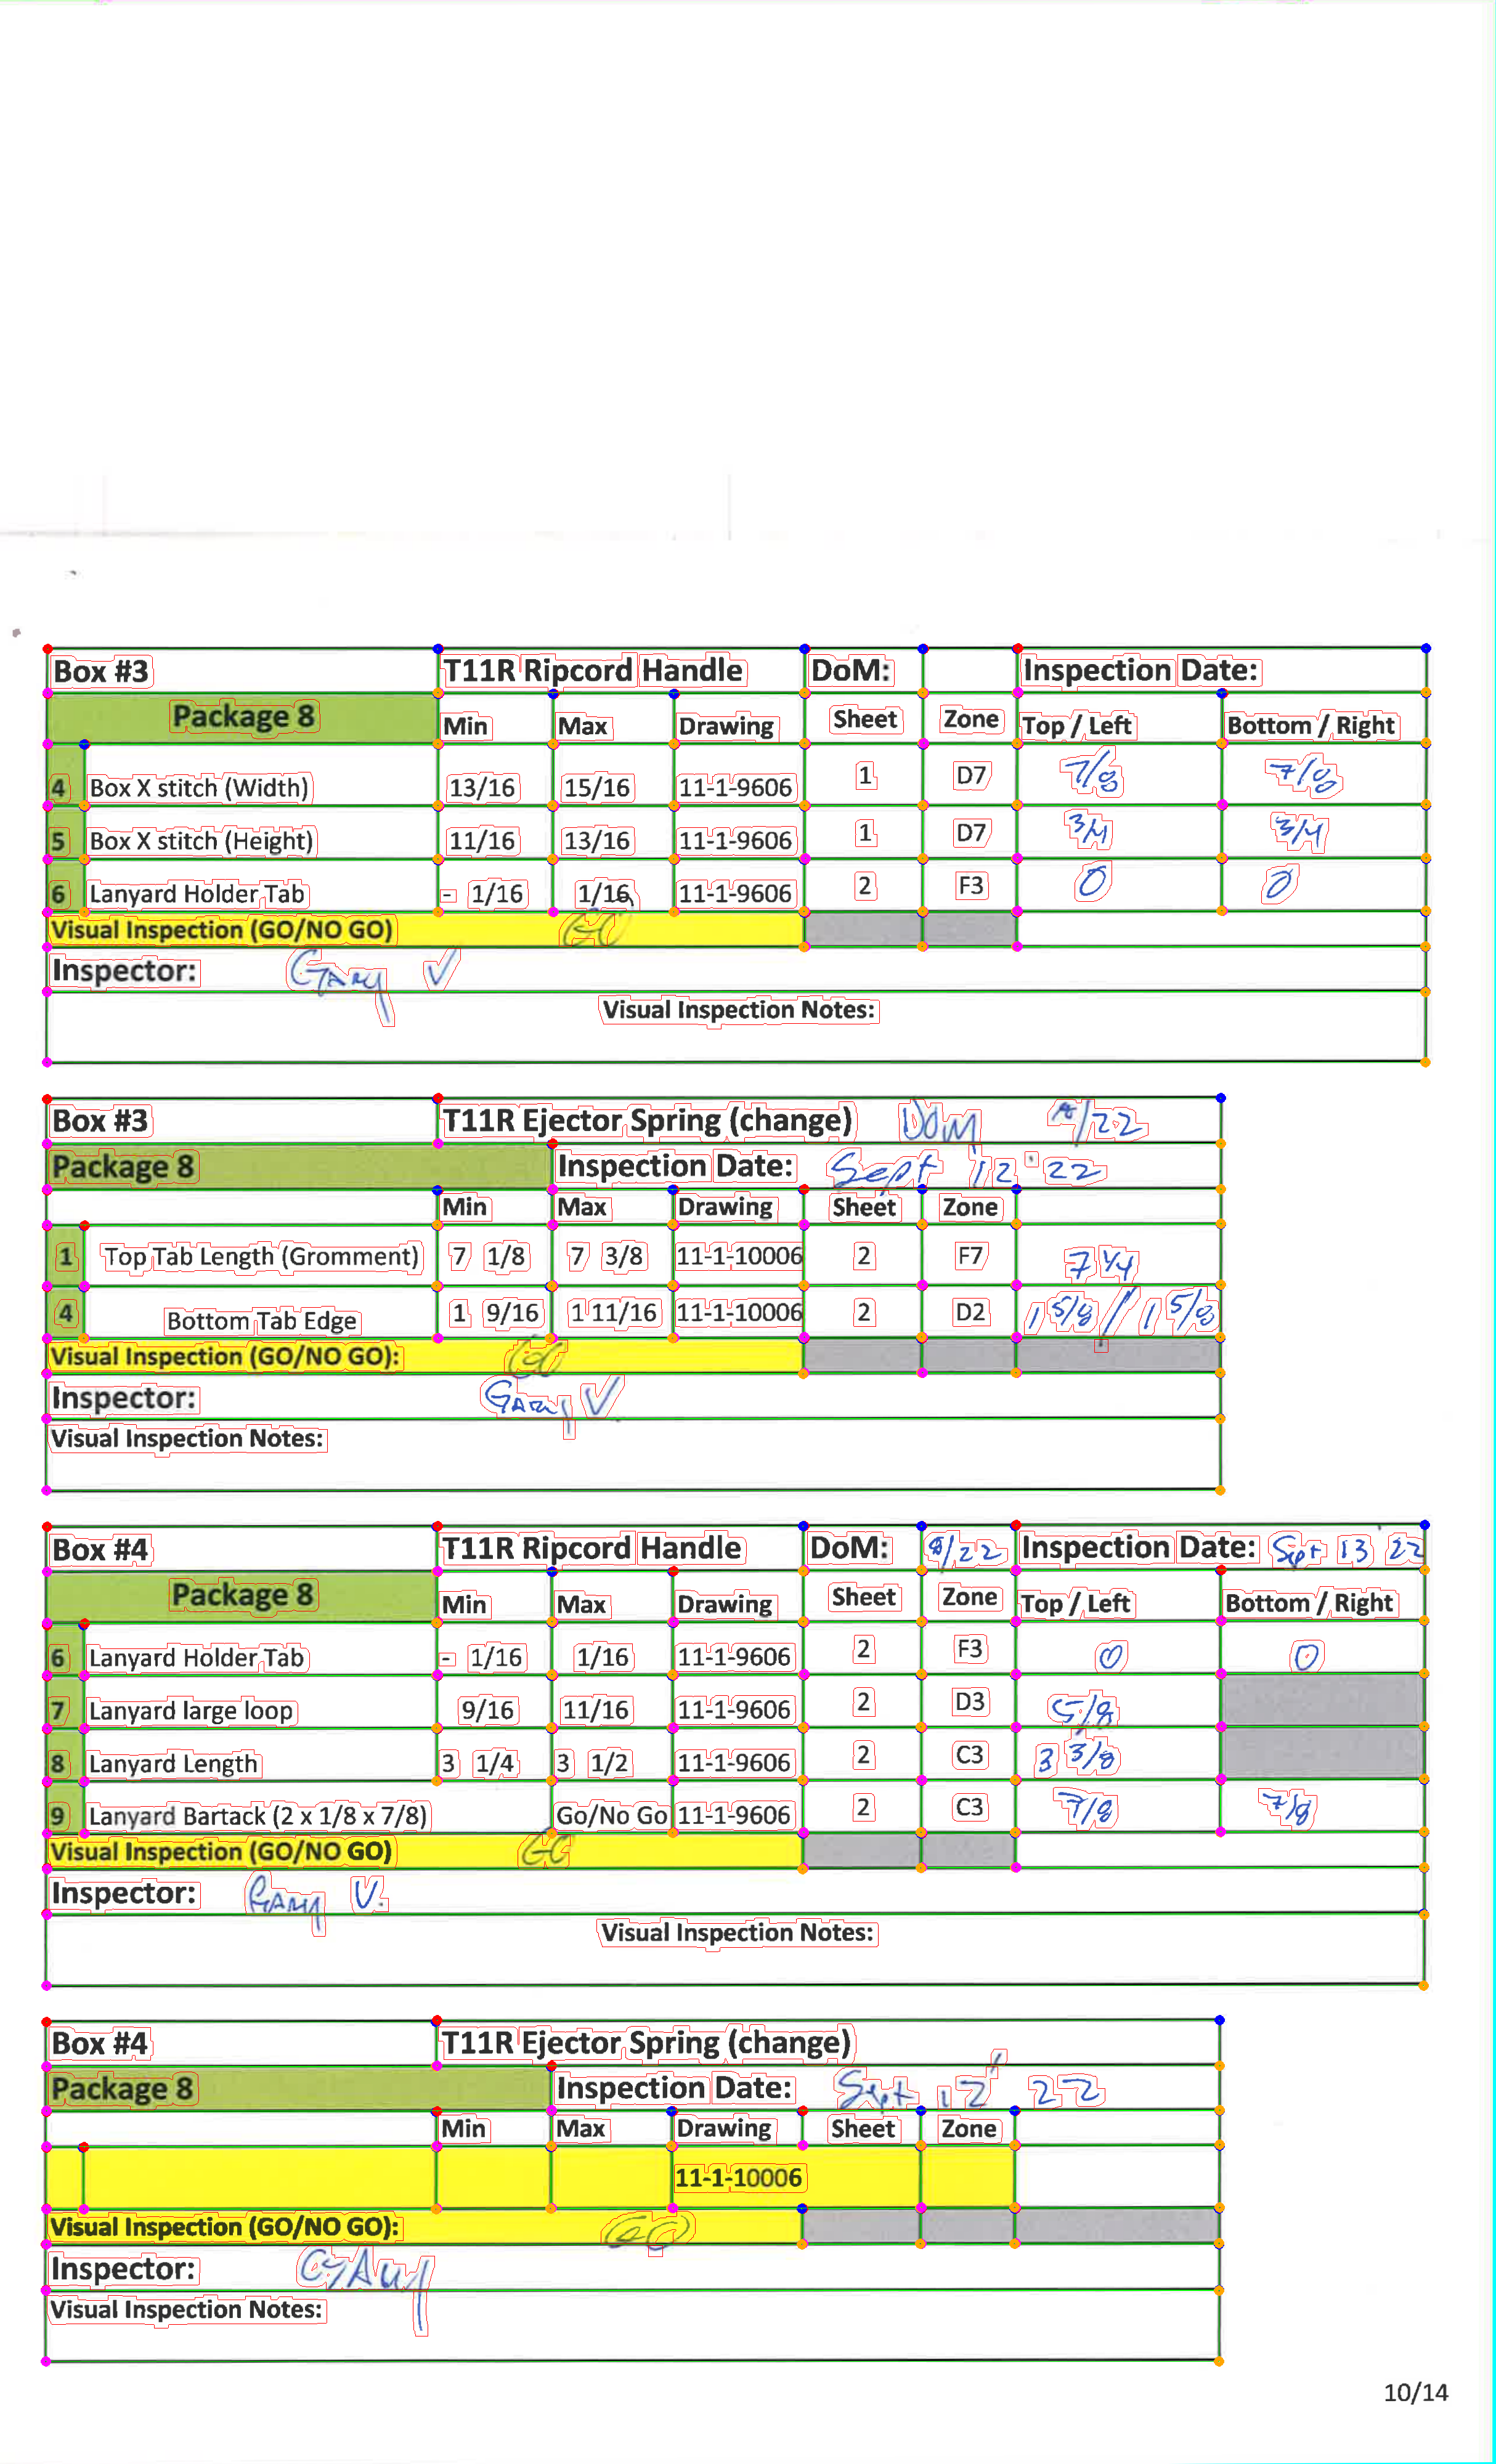 Box #3 T11R Ripcord Handle DoM: Inspection Date:
Package 8 Min Max Drawing Sheet Zone Top / Left Bottom / Right
4 Box X stitch (Width) 13/16 15/16 11-1-9606 1 D7 7/8 7/8
5 Box X stitch (Height) 11/16 13/16 11-1-9606 1 D7 3/4 3/4
6 Lanyard Holder Tab - 1/16 1/16 11-1-9606 2 F3 0 0
Visual Inspection (GO/NO GO) GO
Inspector: Gary V
Visual Inspection Notes:
Box #3 T11R Ejector Spring (change) DOM 8/22
Package 8 Inspection Date: Sept 12 '22
Min Max Drawing Sheet Zone
1 Top Tab Length (Gromment) 7 1/8 7 3/8 11-1-10006 2 F7 7 1/4
4 Bottom Tab Edge 1 9/16 1 11/16 11-1-10006 2 D2 1 5/8 / 1 5/8
Visual Inspection (GO/NO GO): GO
Inspector: Gary V
Visual Inspection Notes:
Box #4 T11R Ripcord Handle DoM: 8/22 Inspection Date: Sept 13 22
Package 8 Min Max Drawing Sheet Zone Top / Left Bottom / Right
6 Lanyard Holder Tab - 1/16 1/16 11-1-9606 2 F3 0 0
7 Lanyard large loop 9/16 11/16 11-1-9606 2 D3 5/8
8 Lanyard Length 3 1/4 3 1/2 11-1-9606 2 C3 3 3/8
9 Lanyard Bartack (2 x 1/8 x 7/8) Go/No Go 11-1-9606 2 C3 7/8 7/8
Visual Inspection (GO/NO GO) GO
Inspector: Gary V.
Visual Inspection Notes:
Box #4 T11R Ejector Spring (change)
Package 8 Inspection Date: Sept 12' 22
Min Max Drawing Sheet Zone
11-1-10006
Visual Inspection (GO/NO GO): GO
Inspector: Gary
Visual Inspection Notes:
10/14